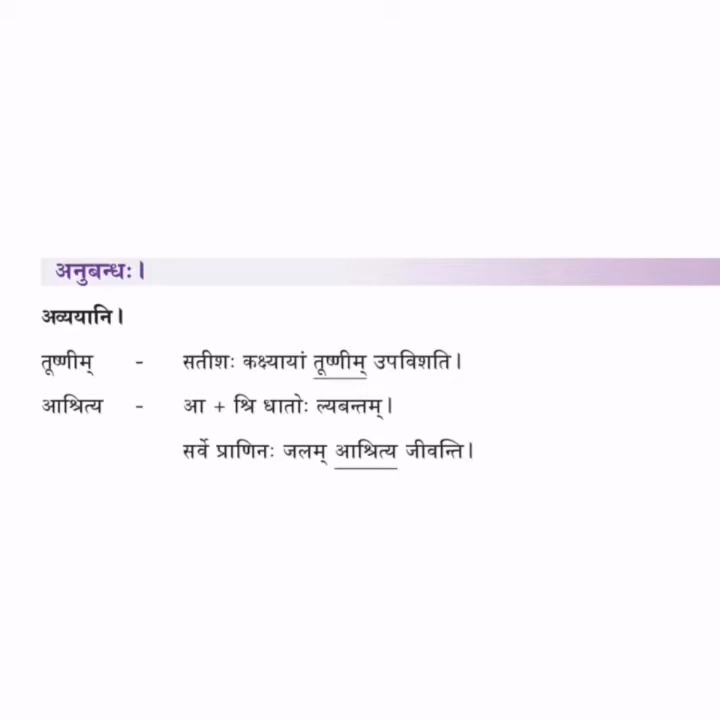 अनुबन्धः।
अव्ययानि।
तूष्णीम् - सतीशः कक्ष्यायां तूष्णीम् उपविशति।
आश्रित्य - आ + श्रि धातोः ल्यबन्तम्।
सर्वे प्राणिनः जलम् आश्रित्य जीवन्ति।